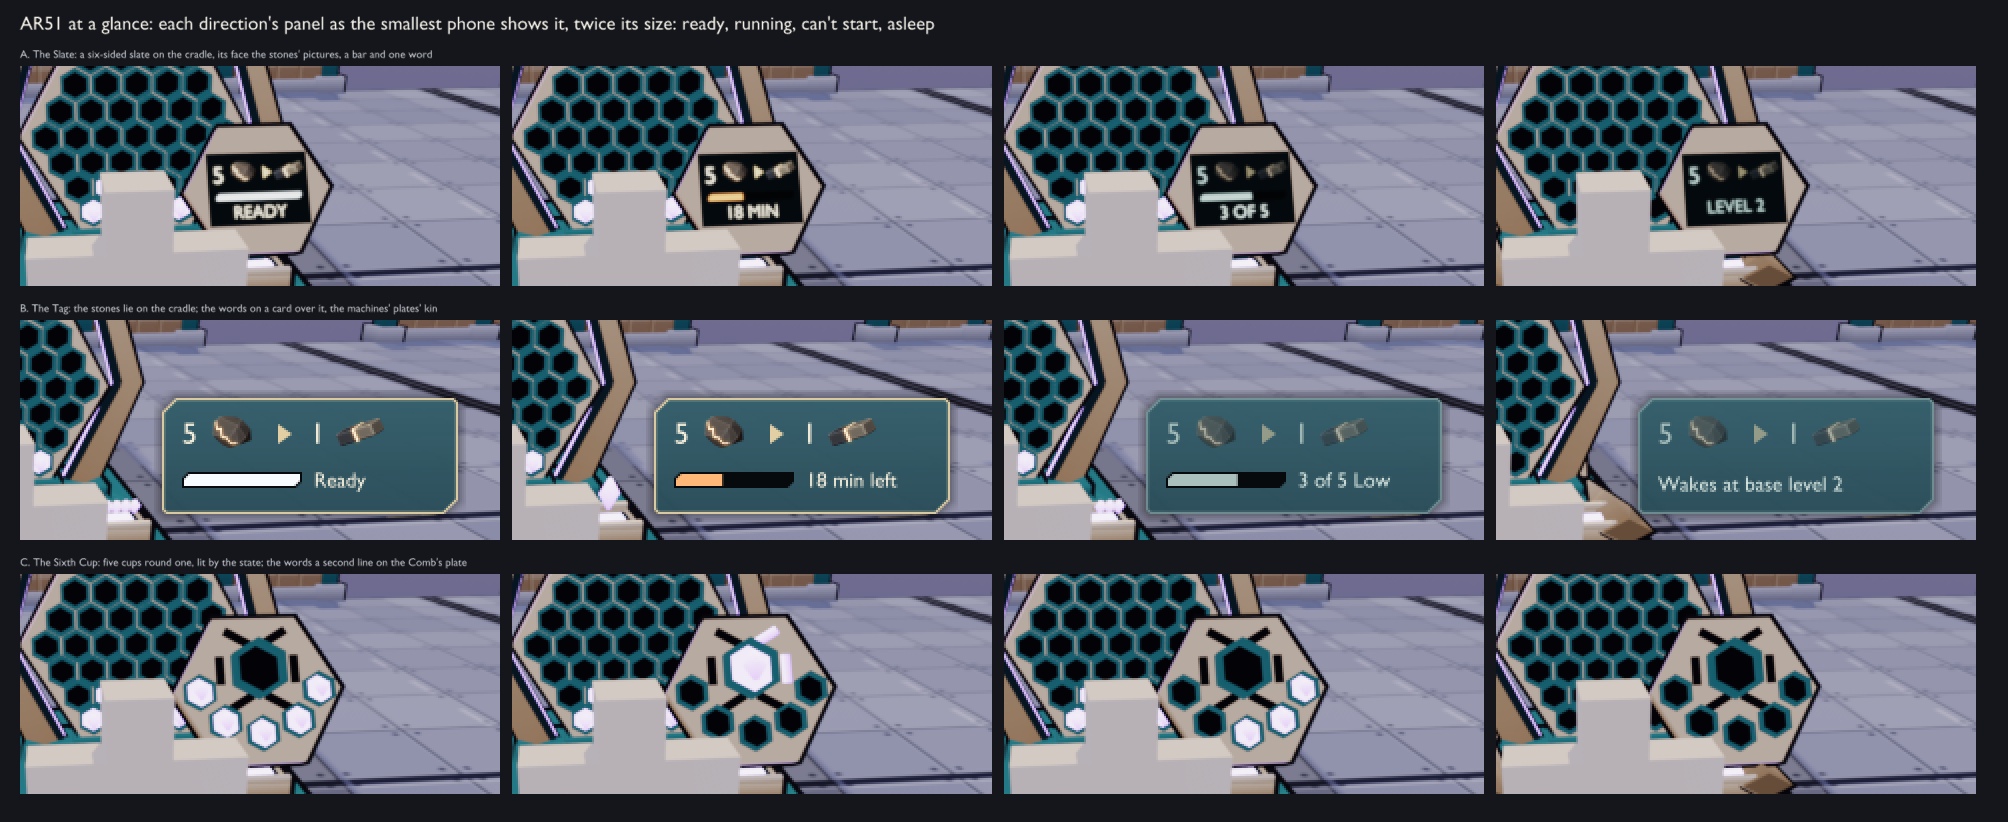 AR51 at a glance: each direction's panel as the smallest phone shows it, twice its size: ready, running, can't start, asleep
A. The Slate: a six-sided slate on the cradle, its face the stones' pictures, a bar and one word
5
READY
5
18 MIN
5
3 OF 5
5
LEVEL 2
B. The Tag: the stones lie on the cradle; the words on a card over it, the machines' plates' kin
5 1
Ready
5 1
18 min left
5 1
3 of 5 Low
5 1
Wakes at base level 2
C. The Sixth Cup: five cups round one, lit by the state; the words a second line on the Comb's plate